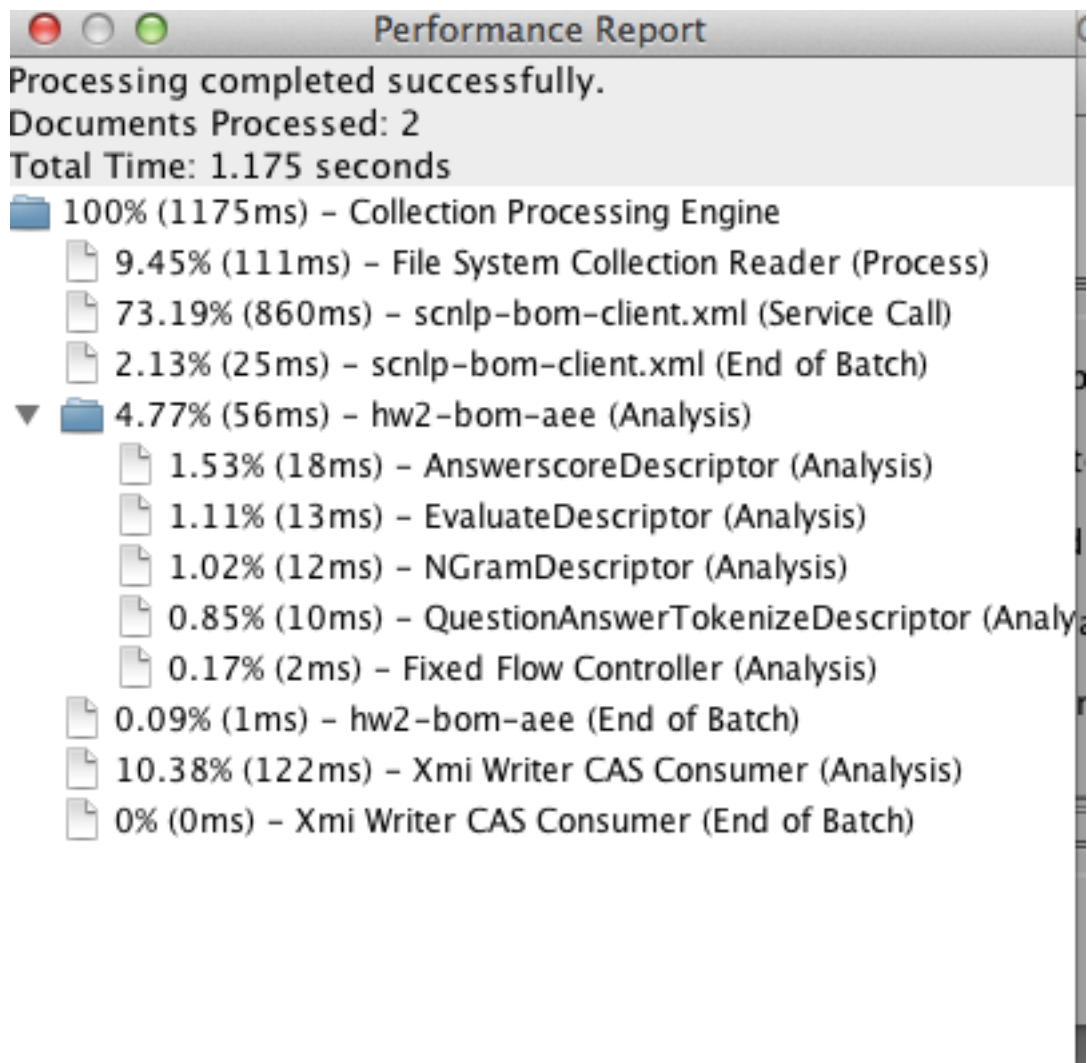 Performance Report
Processing completed successfully.
Documents Processed: 2
Total Time: 1.175 seconds
100% (1175ms) – Collection Processing Engine
9.45% (111ms) – File System Collection Reader (Process)
73.19% (860ms) – scnlp-bom-client.xml (Service Call)
2.13% (25ms) – scnlp-bom-client.xml (End of Batch)
4.77% (56ms) – hw2-bom-aee (Analysis)
1.53% (18ms) – AnswerscoreDescriptor (Analysis)
1.11% (13ms) – EvaluateDescriptor (Analysis)
1.02% (12ms) – NGramDescriptor (Analysis)
0.85% (10ms) – QuestionAnswerTokenizeDescriptor (Analy
0.17% (2ms) – Fixed Flow Controller (Analysis)
0.09% (1ms) – hw2-bom-aee (End of Batch)
10.38% (122ms) – Xmi Writer CAS Consumer (Analysis)
0% (0ms) – Xmi Writer CAS Consumer (End of Batch)